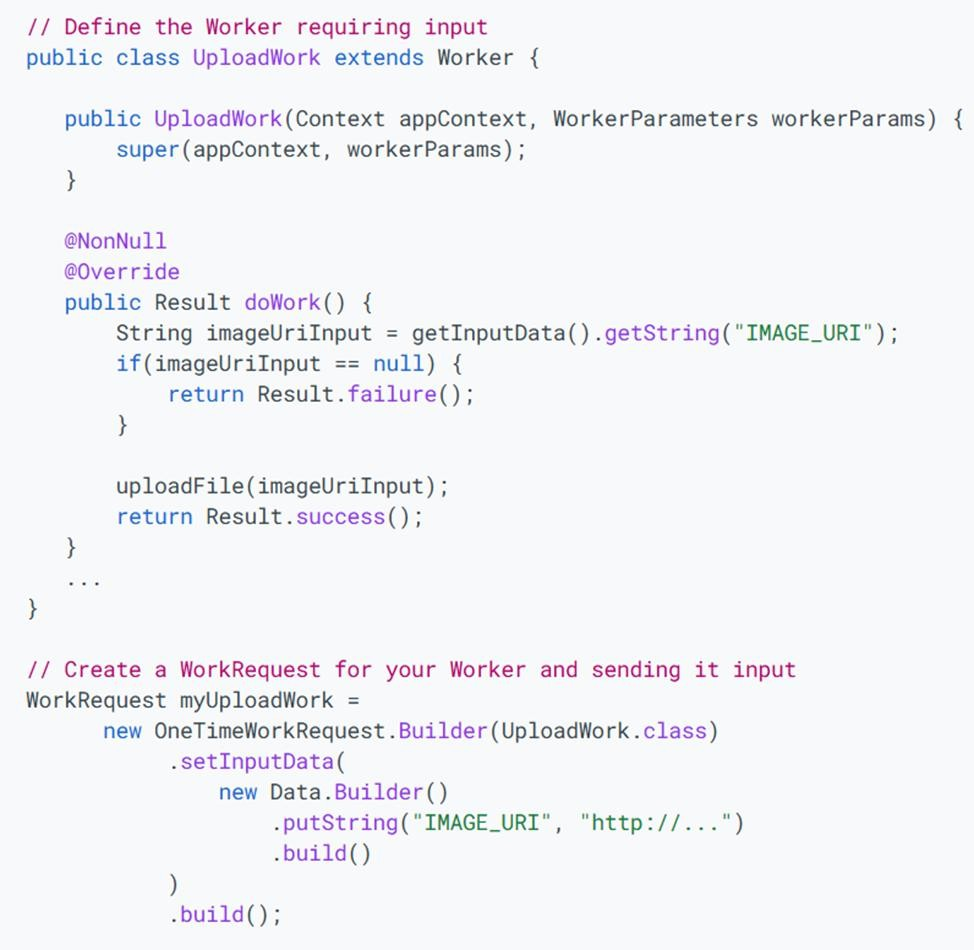 // Define the Worker requiring input
public class UploadWork extends Worker {
public UploadWork(Context appContext, WorkerParameters workerParams) {
super(appContext, workerParams);
}
@NonNull
@Override
public Result doWork() {
String imageUriInput = getInputData().getString("IMAGE_URI");
if(imageUriInput == null) {
return Result.failure();
}
uploadFile(imageUriInput);
return Result.success();
}
...
}
// Create a WorkRequest for your Worker and sending it input
WorkRequest myUploadWork =
new OneTimeWorkRequest.Builder(UploadWork.class)
.setInputData(
new Data.Builder()
.putString("IMAGE_URI", "http://...")
.build()
)
.build();